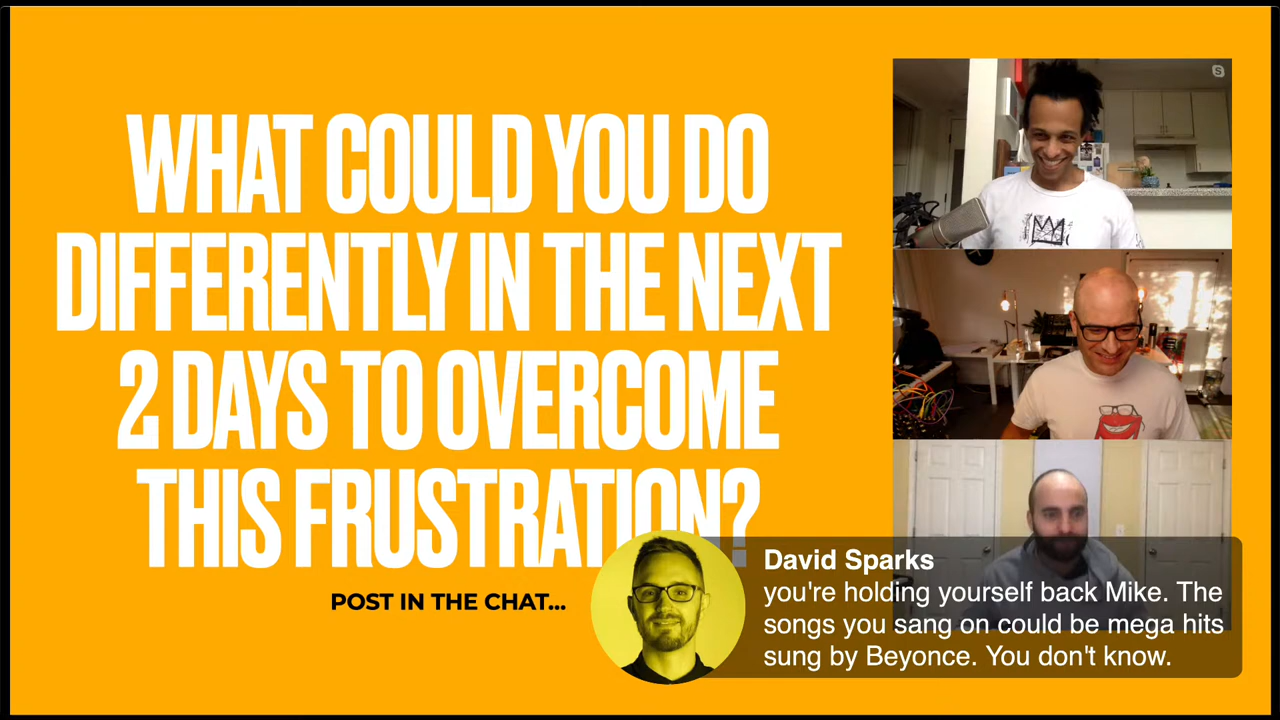 WHAT COULD YOU DO
DIFFERENTLY IN THE NEXT
2 DAYS TO OVERCOME
THIS FRUSTRATION?
POST IN THE CHAT...
David Sparks
you're holding yourself back Mike. The
songs you sang on could be mega hits
sung by Beyonce. You don't know.